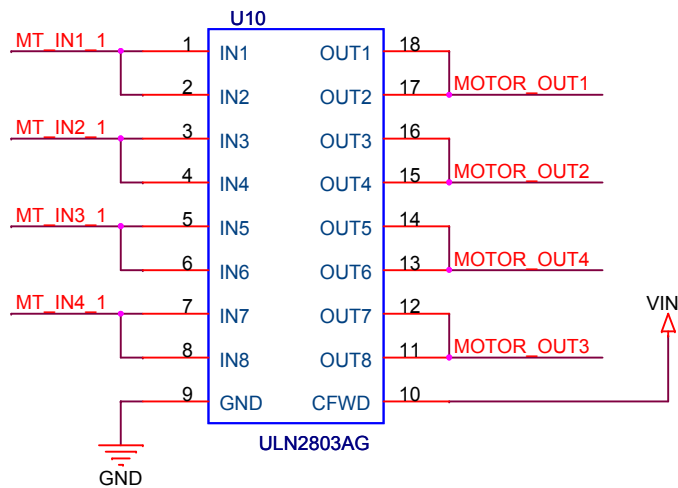 U10
MT_IN1_1 1 IN1 OUT1 18
2 IN2 OUT2 17 MOTOR_OUT1
MT_IN2_1 3 IN3 OUT3 16
4 IN4 OUT4 15 MOTOR_OUT2
MT_IN3_1 5 IN5 OUT5 14
6 IN6 OUT6 13 MOTOR_OUT4
MT_IN4_1 7 IN7 OUT7 12 VIN
8 IN8 OUT8 11 MOTOR_OUT3
9 GND CFWD 10
ULN2803AG
GND